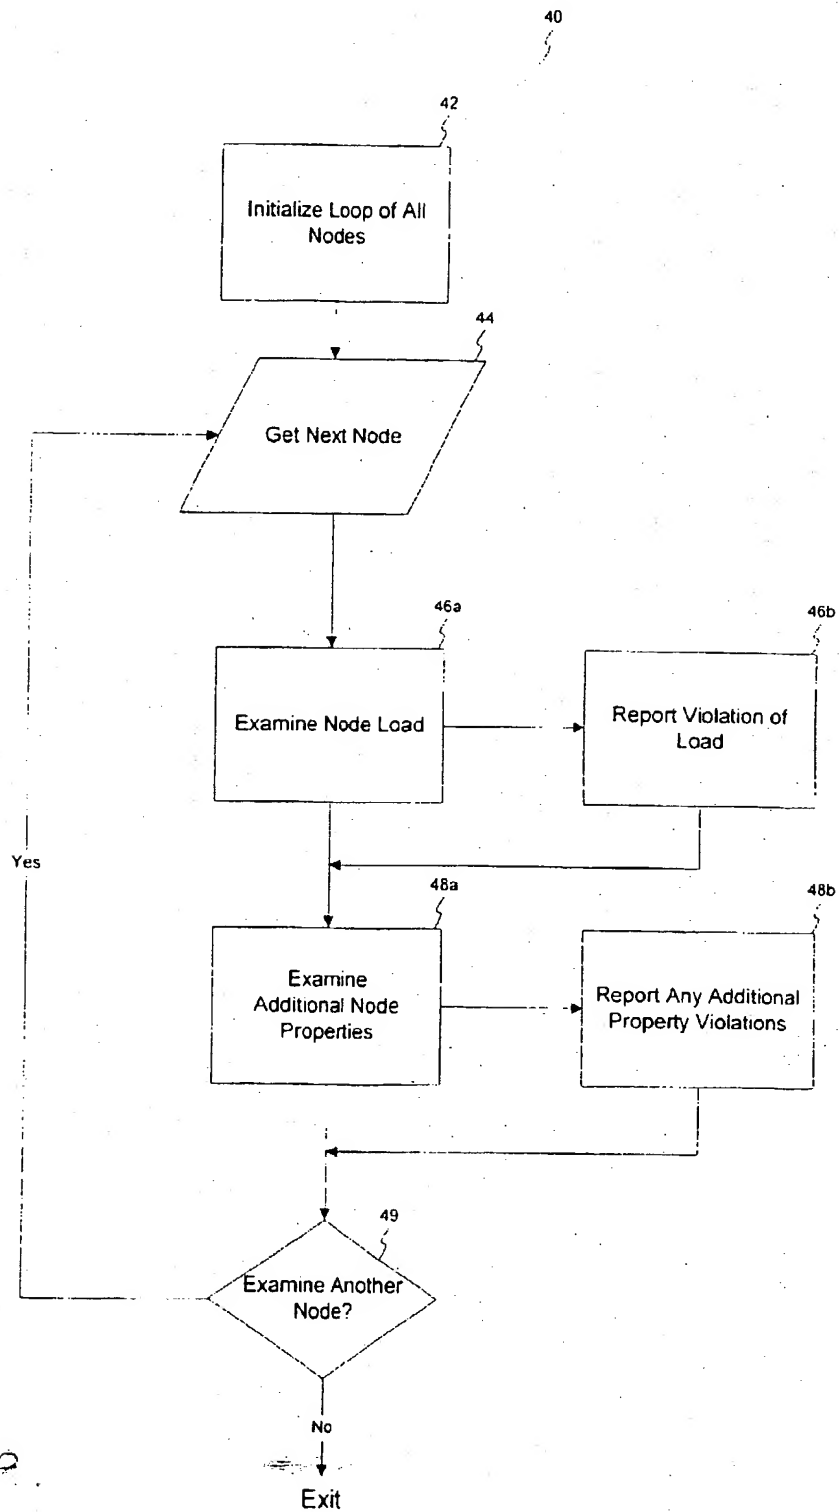 40
42
Initialize Loop of All
Nodes
44
Get Next Node
46a
Examine Node Load
46b
Report Violation of
Load
Yes
48a
Examine
Additional Node
Properties
48b
Report Any Additional
Property Violations
49
Examine Another
Node?
No
Exit